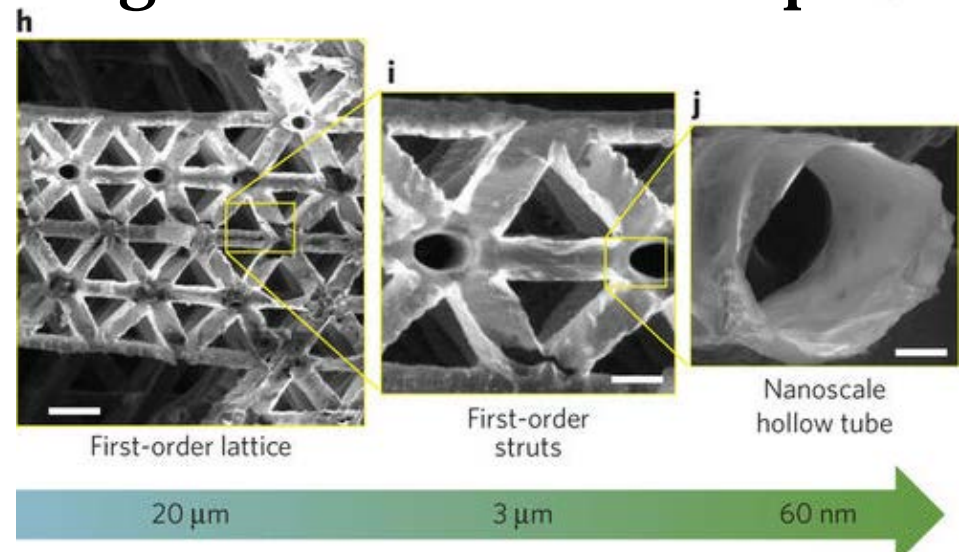 h
i
j
First-order lattice
First-order
struts
Nanoscale
hollow tube
20 µm
3 µm
60 nm